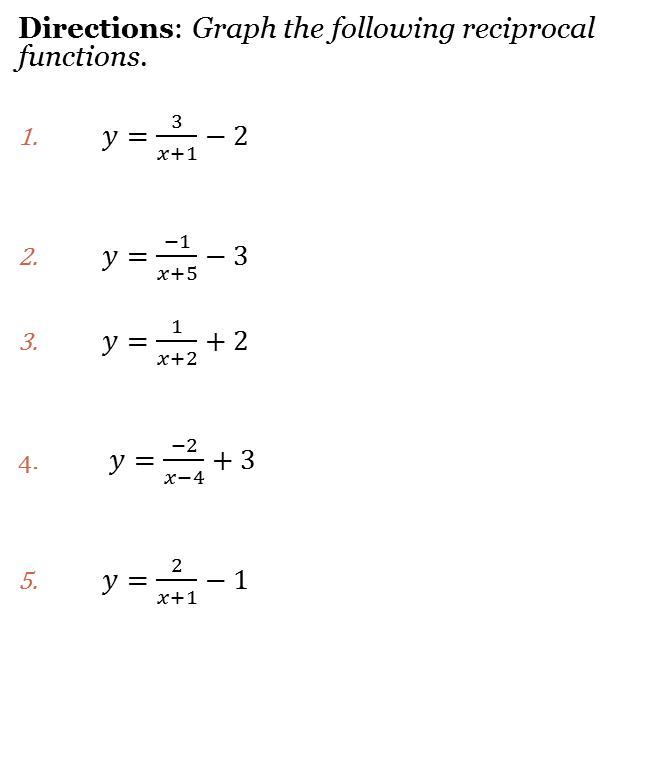 Directions: Graph the following reciprocal
functions.
1. y = 3/(x+1) − 2
2. y = −1/(x+5) − 3
3. y = 1/(x+2) + 2
4. y = −2/(x−4) + 3
5. y = 2/(x+1) − 1